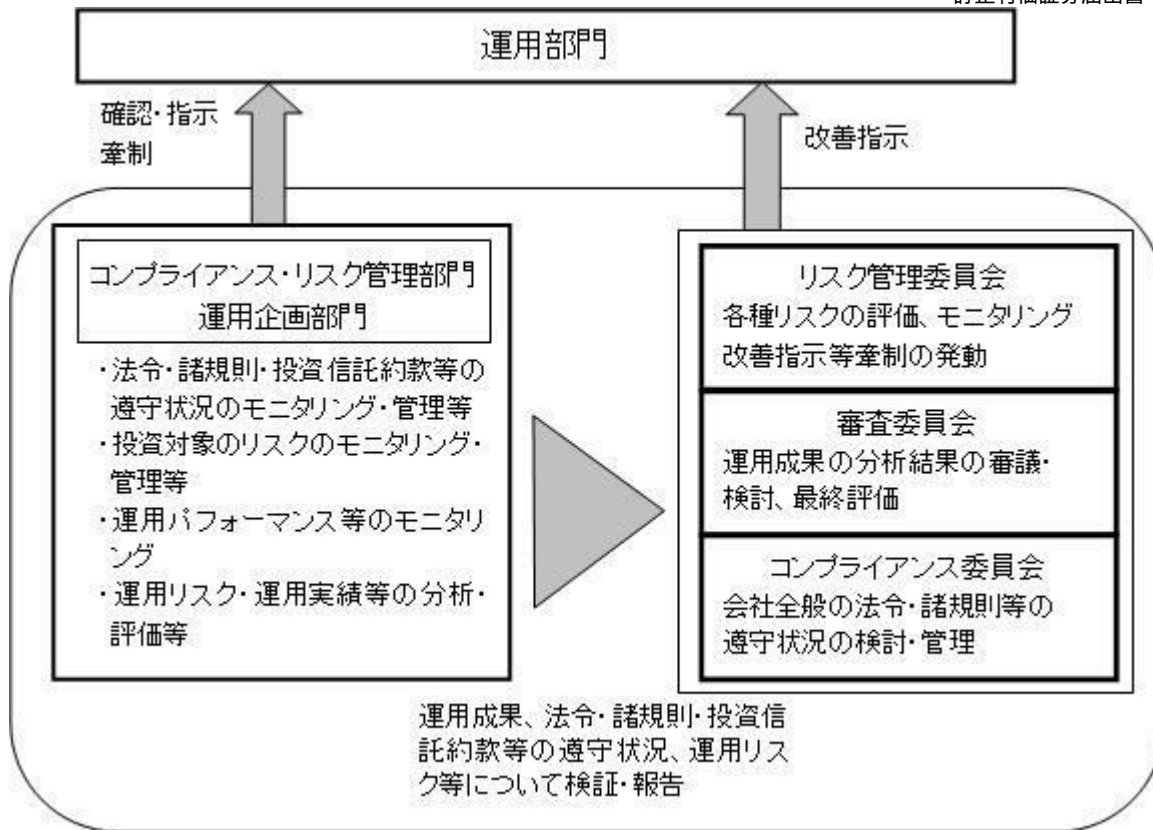 運用部門
確認・指示
牽制
改善指示
コンプライアンス・リスク管理部門
運用企画部門
・法令・諸規則・投資信託約款等の
遵守状況のモニタリング・管理等
・投資対象のリスクのモニタリング・
管理等
・運用パフォーマンス等のモニタリ
ング
・運用リスク・運用実績等の分析・
評価等
リスク管理委員会
各種リスクの評価、モニタリング
改善指示等牽制の発動
審査委員会
運用成果の分析結果の審議・
検討、最終評価
コンプライアンス委員会
会社全般の法令・諸規則等の
遵守状況の検討・管理
運用成果、法令・諸規則・投資信
託約款等の遵守状況、運用リス
ク等について検証・報告